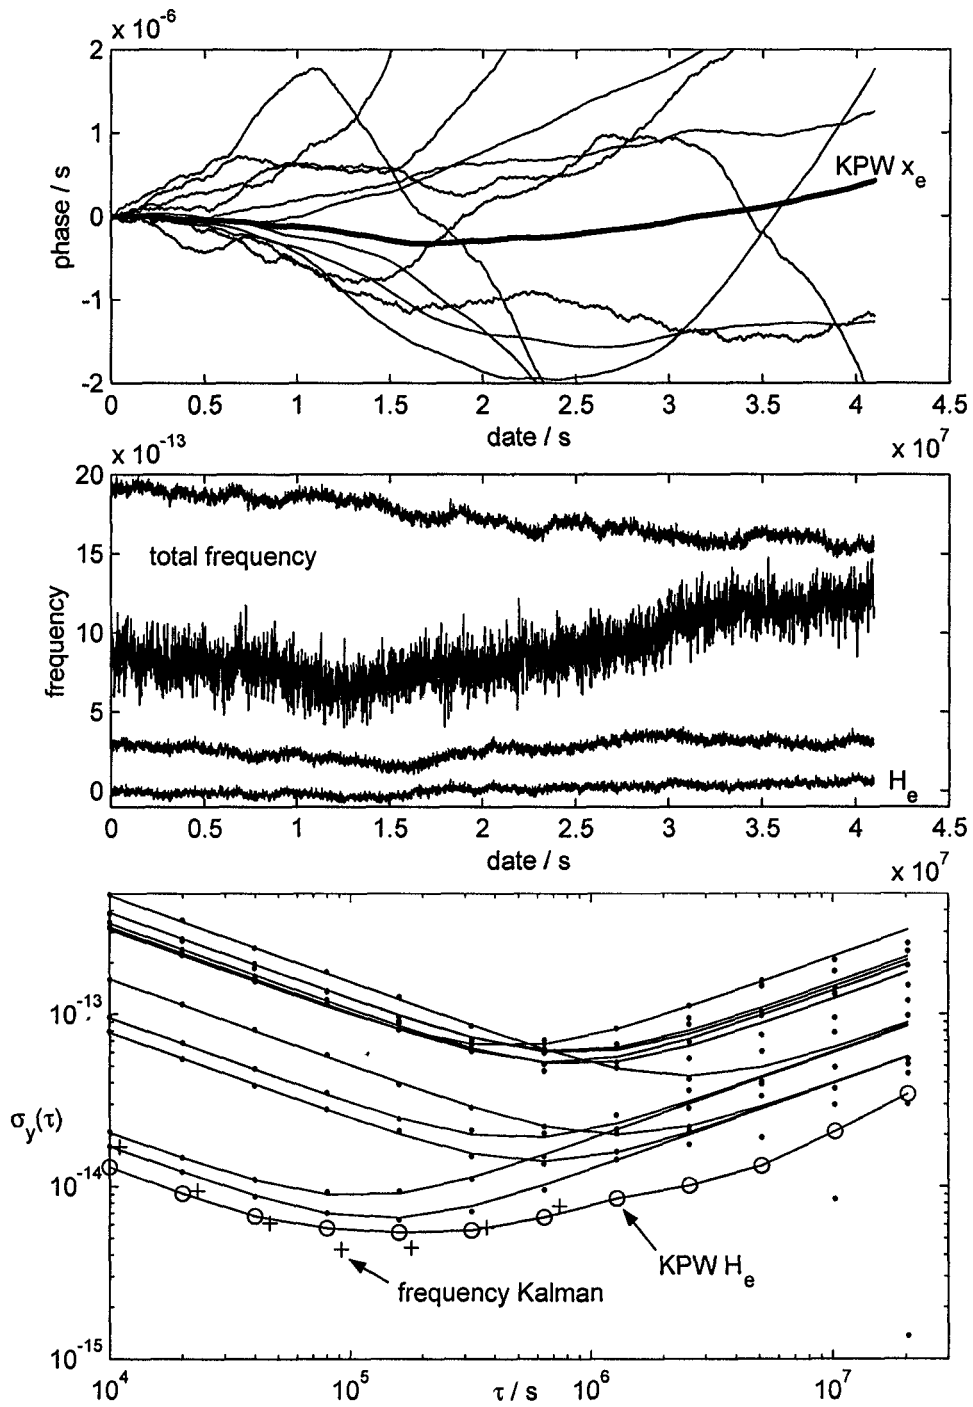 x 10^-6
2
1
0
-1
-2
phase / s
KPW x_e
0 0.5 1 1.5 2 2.5 3 3.5 4 4.5
date / s
x 10^7
x 10^-13
20
15
10
5
0
frequency
total frequency
H_e
0 0.5 1 1.5 2 2.5 3 3.5 4 4.5
date / s
x 10^7
10^-13
10^-14
10^-15
σ_y(τ)
KPW H_e
frequency Kalman
10^4 10^5 10^6 10^7
τ / s